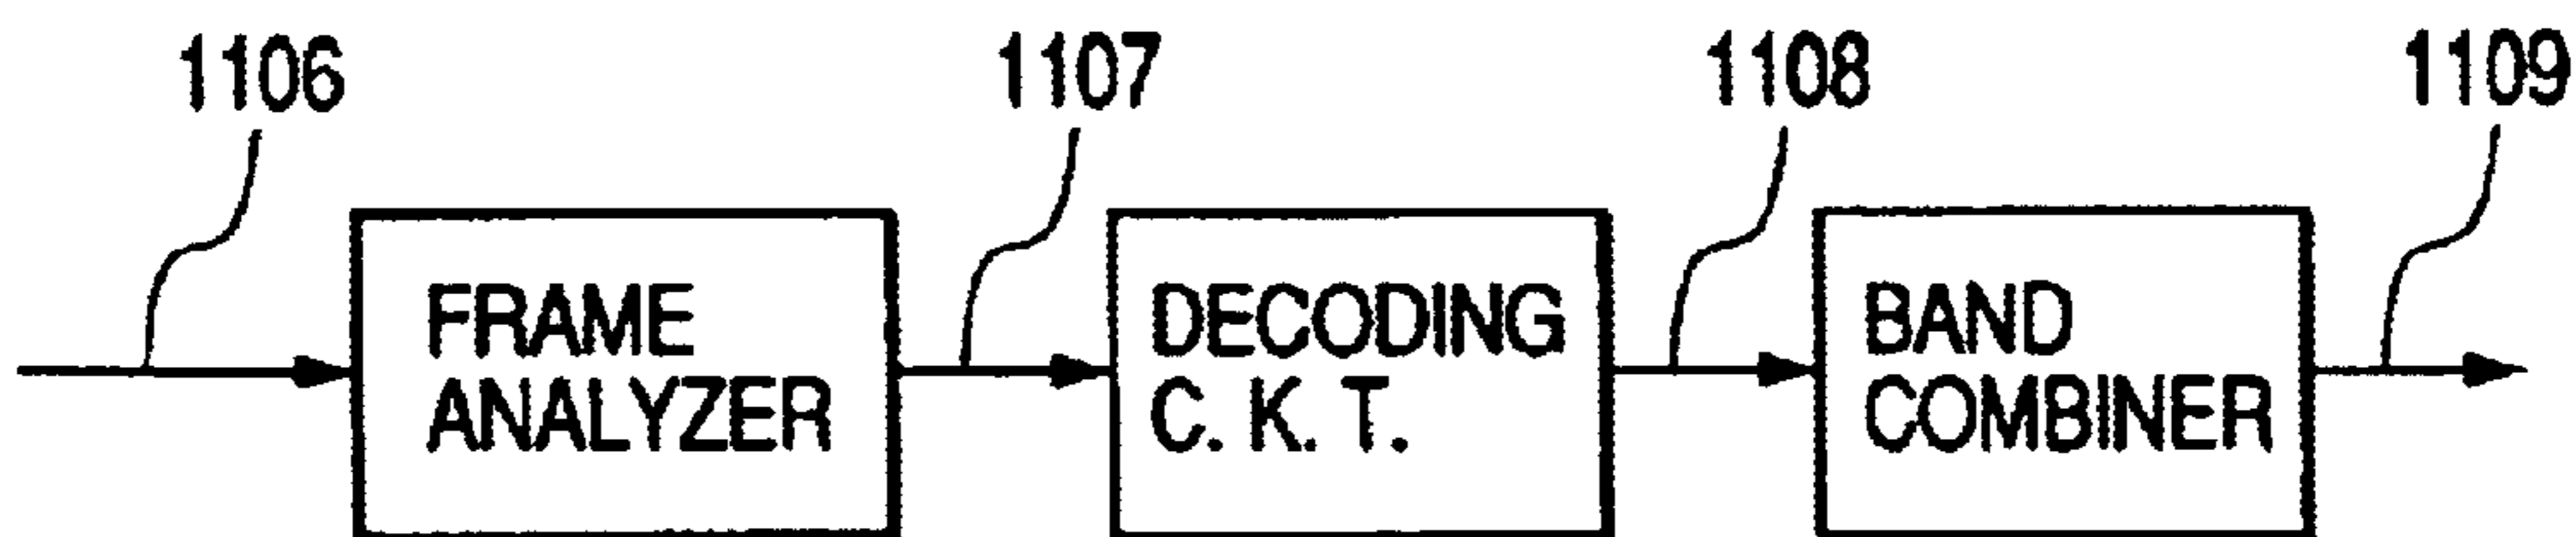 1106
1107
1108
1109
FRAME
ANALYZER
DECODING
C. K. T.
BAND
COMBINER